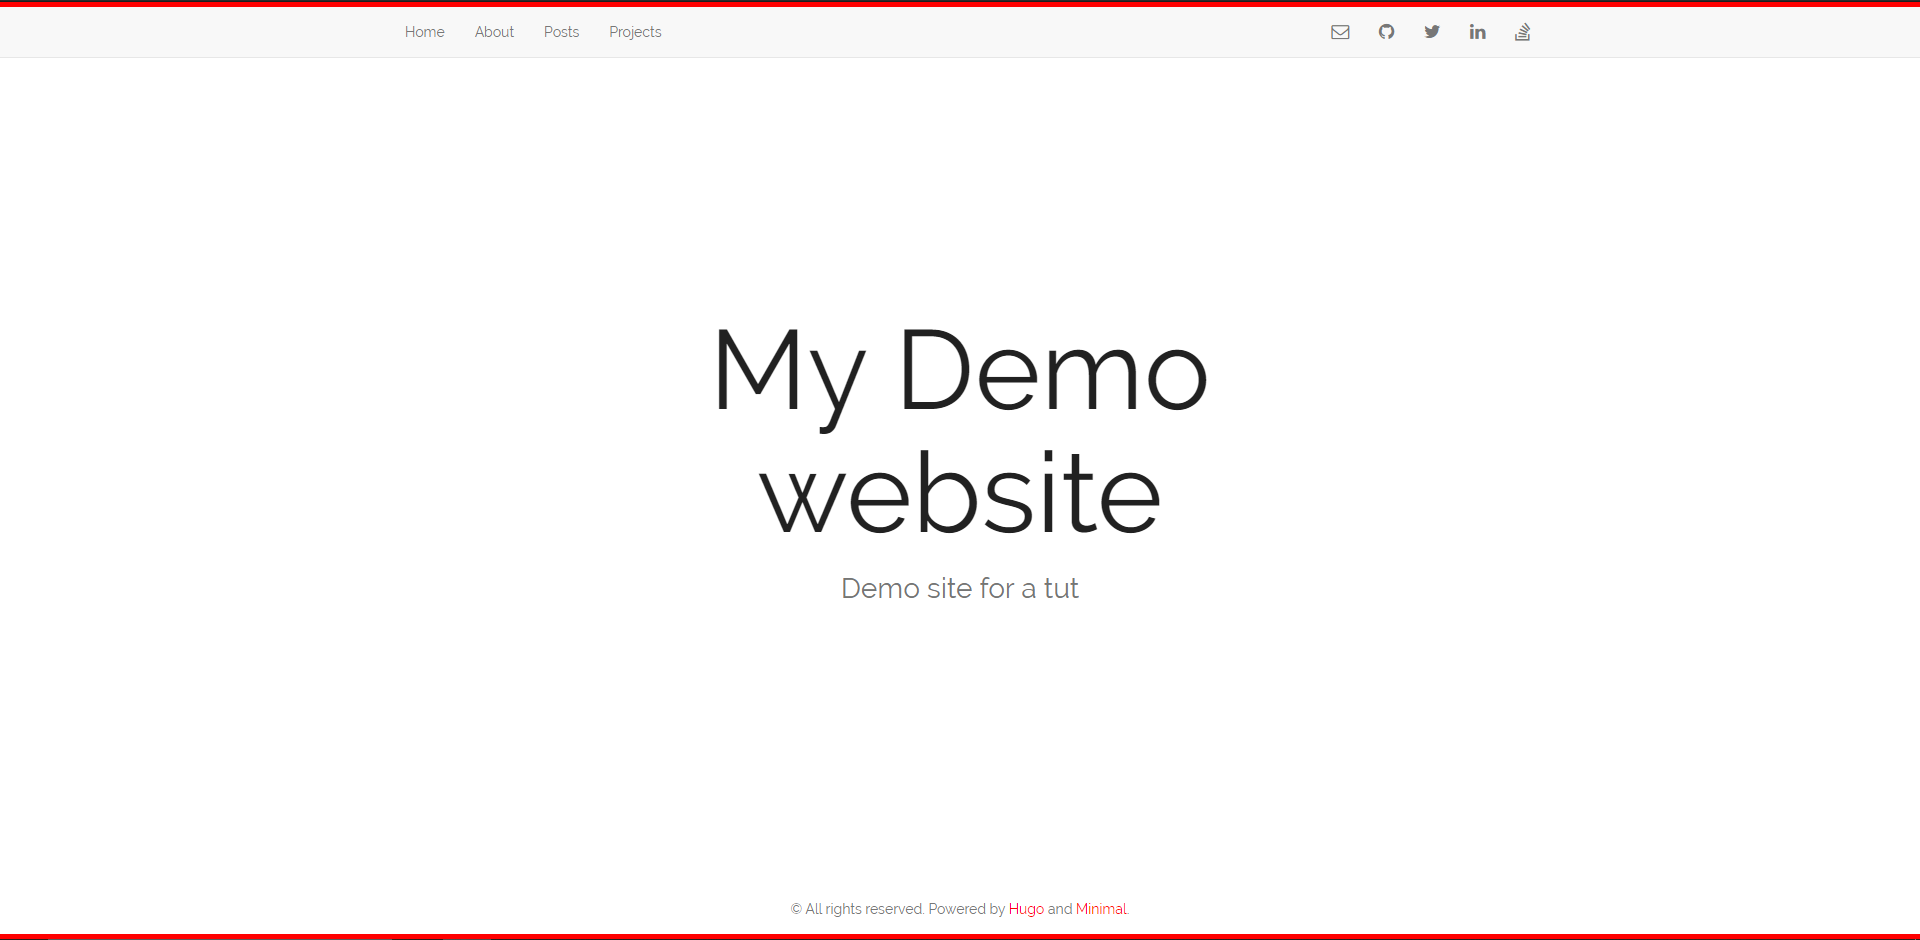 Home About Posts Projects
My Demo
website
Demo site for a tut
© All rights reserved. Powered by Hugo and Minimal.